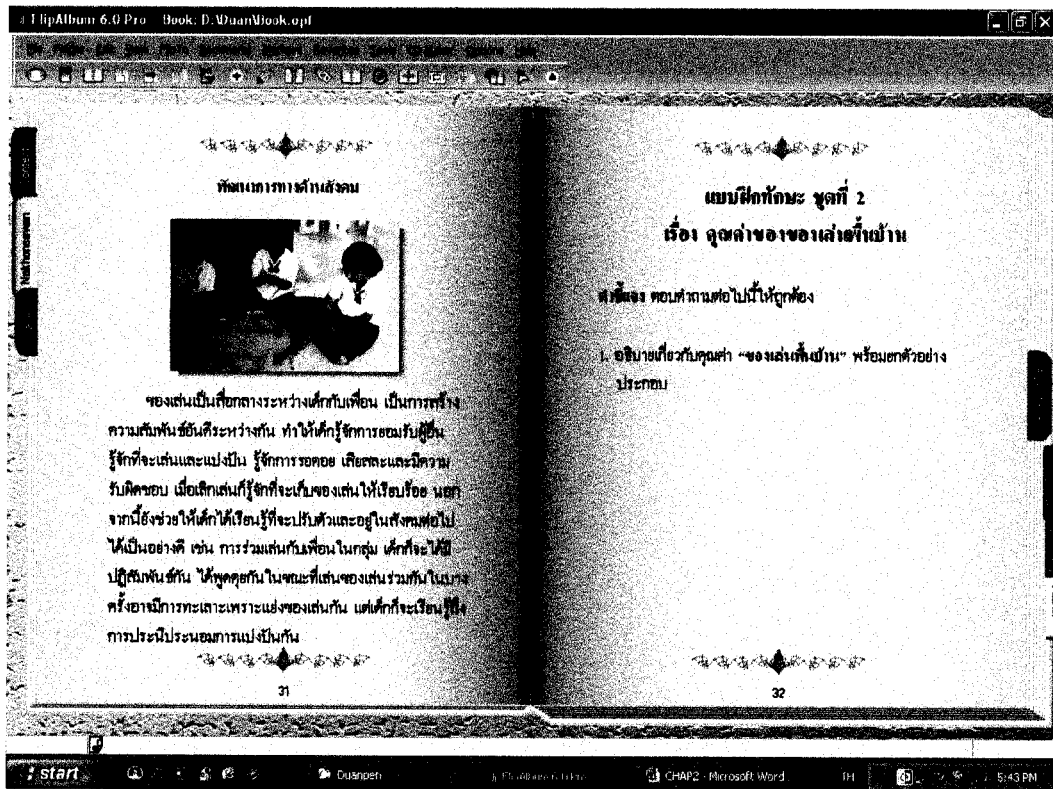 FlipAlbum 6.0 Pro Book: D:\Duan\Book.opf
พัฒนาการทางด้านสังคม
ของเล่นเป็นสื่อกลางระหว่างเด็กกับเพื่อน เป็นการสร้าง
ความสัมพันธ์อันดีระหว่างกัน ทำให้เด็กรู้จักการยอมรับผู้อื่น
รู้จักที่จะเล่นและแบ่งปัน รู้จักการรอคอย เสียสละและมีความ
รับผิดชอบ เมื่อเลิกเล่นก็รู้จักที่จะเก็บของเล่นให้เรียบร้อย นอก
จากนี้ยังช่วยให้เด็กได้เรียนรู้ที่จะปรับตัวและอยู่ในสังคมต่อไป
ได้เป็นอย่างดี เช่น การร่วมเล่นกับเพื่อนในกลุ่ม เด็กก็จะได้มี
ปฏิสัมพันธ์กัน ได้พูดคุยกันในขณะที่เล่นของเล่นร่วมกันในบาง
ครั้งอาจมีการทะเลาะเพราะแย่งของเล่นกัน แต่เด็กก็จะเรียนรู้ถึง
การประนีประนอมการแบ่งปันกัน
31
แบบฝึกทักษะ ชุดที่ 2
เรื่อง คุณค่าของของเล่นพื้นบ้าน
คำชี้แจง ตอบคำถามต่อไปนี้ให้ถูกต้อง
1. อธิบายเกี่ยวกับคุณค่า "ของเล่นพื้นบ้าน" พร้อมยกตัวอย่าง
ประกอบ
32
start
Duanpen
CHAP2 - Microsoft Word
TH
5:43 PM